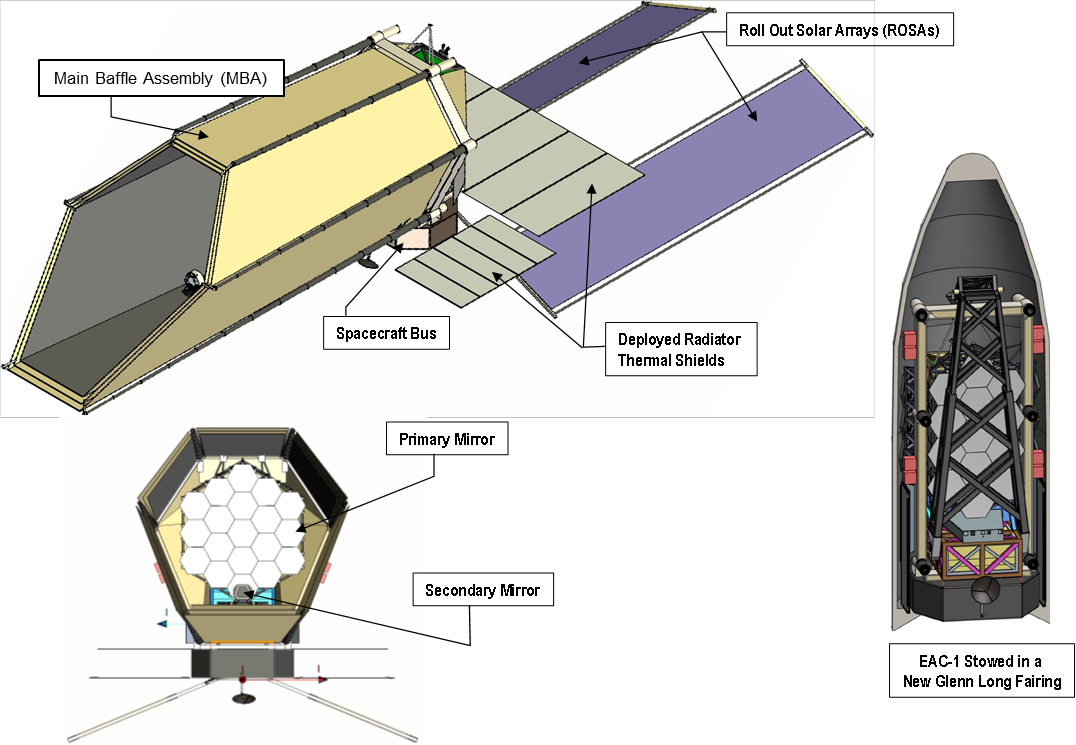 Roll Out Solar Arrays (ROSAs)
Main Baffle Assembly (MBA)
Spacecraft Bus
Deployed Radiator
Thermal Shields
Primary Mirror
Secondary Mirror
EAC-1 Stowed in a
New Glenn Long Fairing